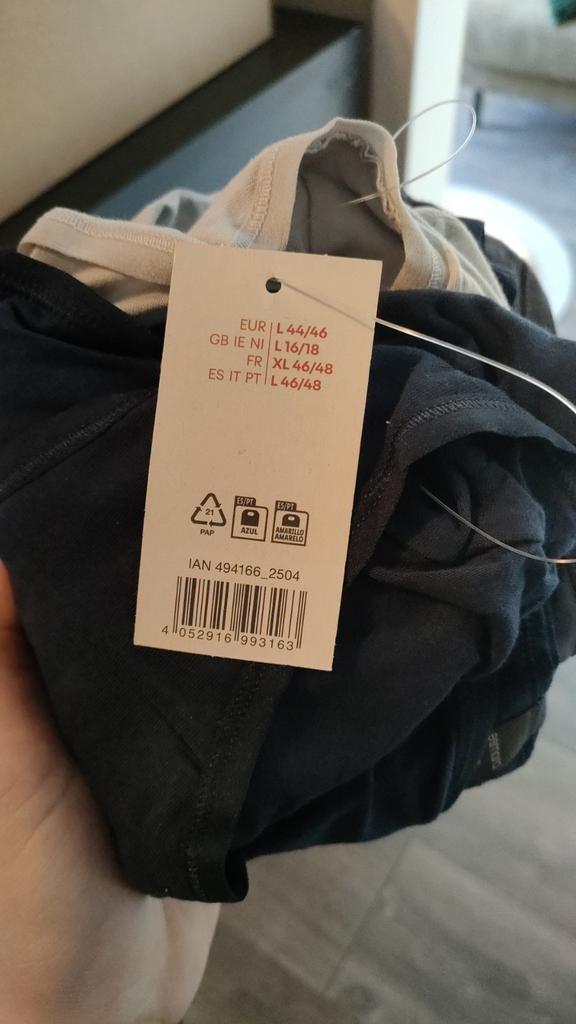 EUR L 44/46
GB IE NI L 16/18
FR XL 46/48
ES IT PT L 46/48
21
PAP
ES/PT
AZUL
ES/PT
AMARILLO
AMARELO
IAN 494166_2504
4 052916 993163
esmara